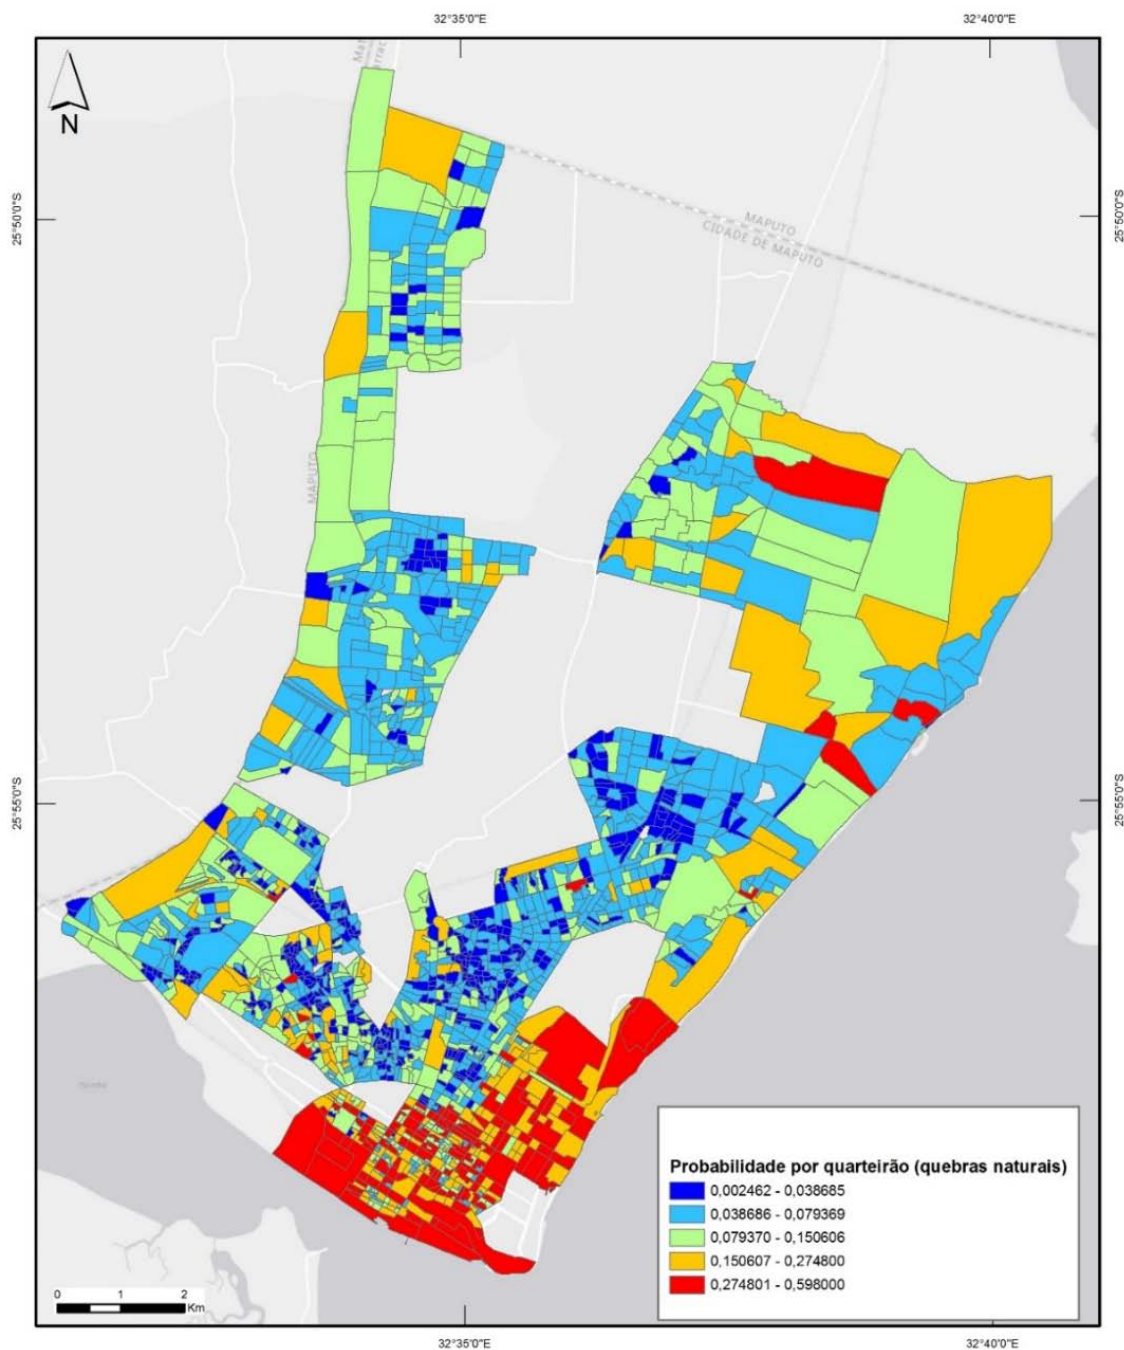 32°35'0"E
32°40'0"E
N
25°50'0"S
25°50'0"S
MAPUTO
CIDADE DE MAPUTO
MAPUTO
25°55'0"S
25°55'0"S
Probabilidade por quarteirão (quebras naturais)
0,002462 - 0,038685
0,038686 - 0,079369
0,079370 - 0,150606
0,150607 - 0,274800
0,274801 - 0,598000
0 1 2
Km
32°35'0"E
32°40'0"E